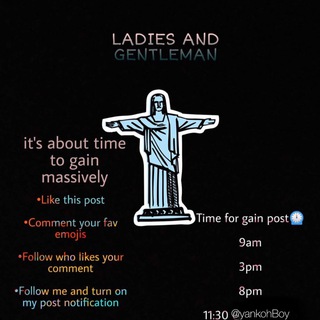 LADIES AND
GENTLEMAN
it's about time
to gain
massively
•Like this post
•Comment your fav
emojis
•Follow who likes your
comment
•Follow me and turn on
my post notification
Time for gain post🕐
9am
3pm
8pm
11:30 @yankohBoy